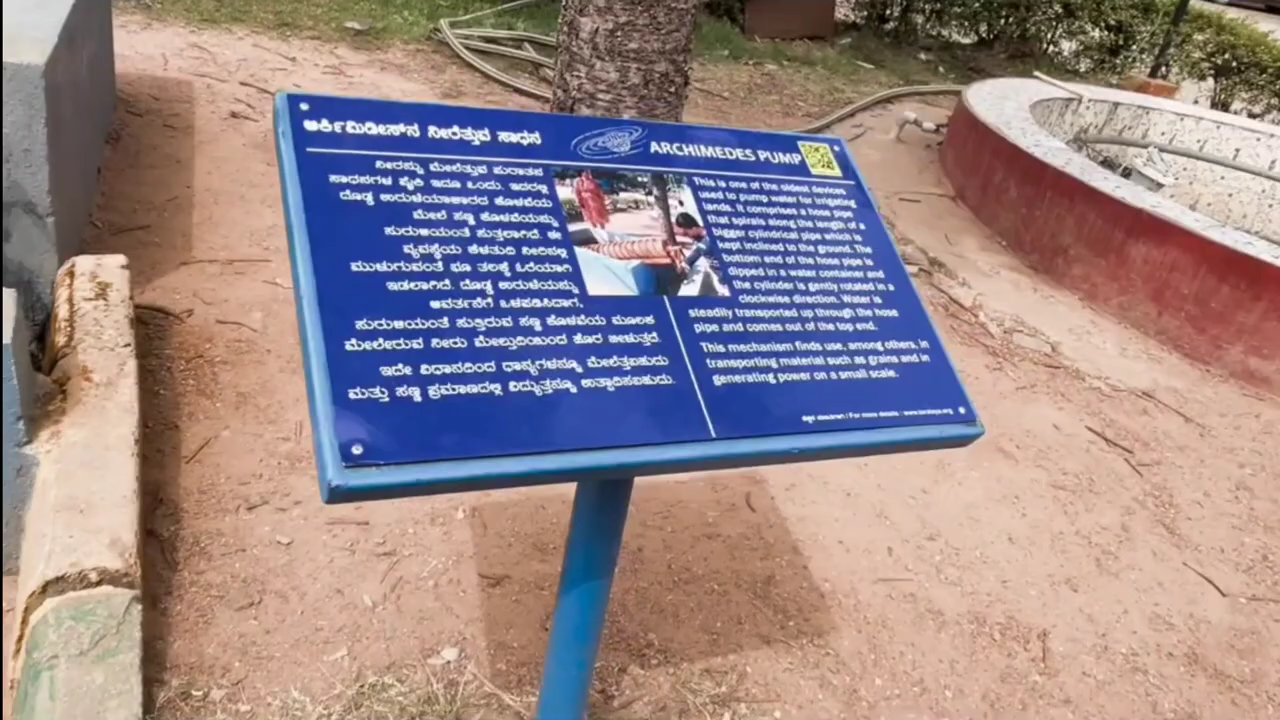 ಆರ್ಕಿಮಿಡೀಸ್‌ನ ನೀರೆತ್ತುವ ಸಾಧನ
ನೀರನ್ನು ಮೇಲೆತ್ತುವ ಪುರಾತನ
ಸಾಧನಗಳ ಪೈಕಿ ಇದೂ ಒಂದು. ಇದರಲ್ಲಿ
ದೊಡ್ಡ ಉರುಳೆಯಾಕಾರದ ಕೊಳವೆಯ
ಮೇಲೆ ಸಣ್ಣ ಕೊಳವೆಯನ್ನು
ಸುರುಳಿಯಂತೆ ಸುತ್ತಲಾಗಿದೆ. ಈ
ವ್ಯವಸ್ಥೆಯ ಕೆಳತುದಿ ನೀರಿನಲ್ಲಿ
ಮುಳುಗುವಂತೆ ಭೂ ತಲಕ್ಕೆ ಓರೆಯಾಗಿ
ಇಡಲಾಗಿದೆ. ದೊಡ್ಡ ಉರುಳೆಯನ್ನು
ಆವರ್ತನೆಗೆ ಒಳಪಡಿಸಿದಾಗ,
ಸುರುಳಿಯಂತೆ ಸುತ್ತಿರುವ ಸಣ್ಣ ಕೊಳವೆಯ ಮೂಲಕ
ಮೇಲೇರುವ ನೀರು ಮೇಲ್ತುದಿಯಿಂದ ಹೊರ ಬೀಳುತ್ತದೆ.
ಇದೇ ವಿಧಾನದಿಂದ ಧಾನ್ಯಗಳನ್ನೂ ಮೇಲೆತ್ತಬಹುದು
ಮತ್ತು ಸಣ್ಣ ಪ್ರಮಾಣದಲ್ಲಿ ವಿದ್ಯುತ್ತನ್ನೂ ಉತ್ಪಾದಿಸಬಹುದು.
ARCHIMEDES PUMP
This is one of the oldest devices
used to pump water for irrigating
lands. It comprises a hose pipe
that spirals along the length of a
bigger cylindrical pipe which is
kept inclined to the ground. The
bottom end of the hose pipe is
dipped in a water container and
the cylinder is gently rotated in a
clockwise direction. Water is
steadily transported up through the hose
pipe and comes out of the top end.
This mechanism finds use, among others, in
transporting material such as grains and in
generating power on a small scale.
For more details :